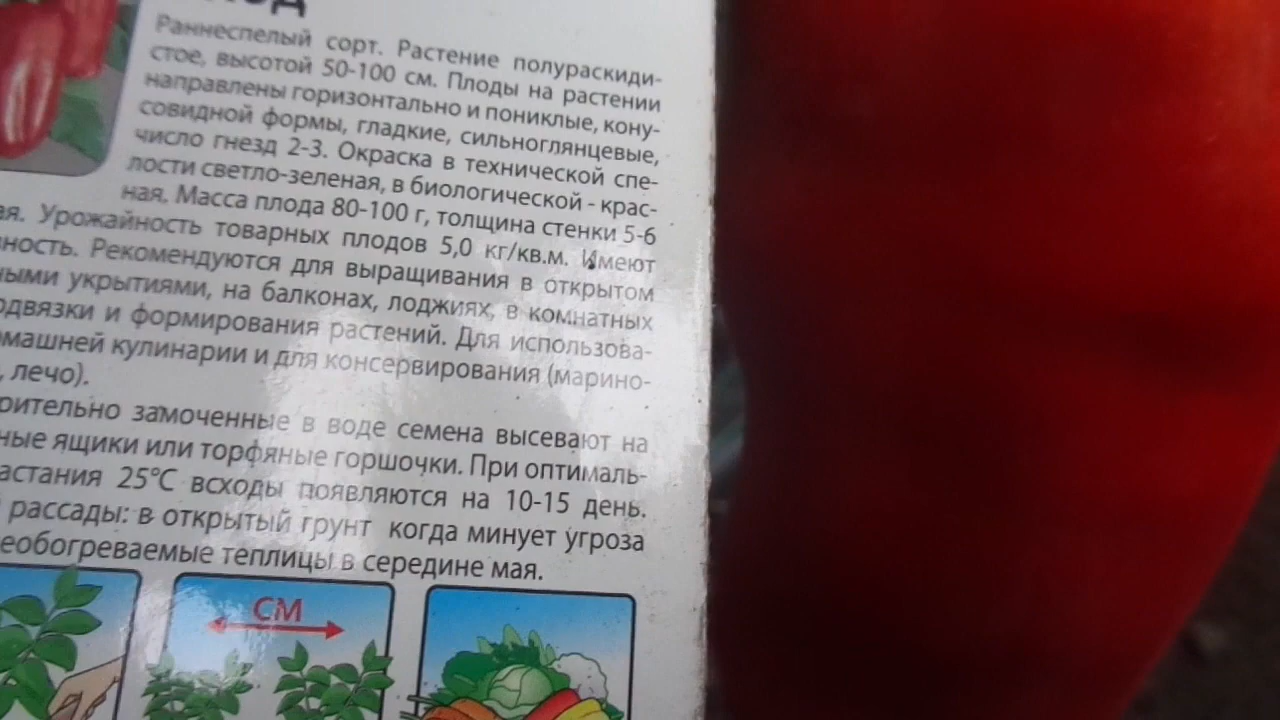 Раннеспелый сорт. Растение полураскиди-
стое, высотой 50-100 см. Плоды на растении
направлены горизонтально и пониклые, кону-
совидной формы, гладкие, сильноглянцевые,
число гнезд 2-3. Окраска в технической спе-
лости светло-зеленая, в биологической - крас-
ная. Масса плода 80-100 г, толщина стенки 5-6
ая. Урожайность товарных плодов 5,0 кг/кв.м. Имеют
ность. Рекомендуются для выращивания в открытом
ными укрытиями, на балконах, лоджиях, в комнатных
одвязки и формирования растений. Для использова-
омашней кулинарии и для консервирования (марино-
, лечо).
рительно замоченные в воде семена высевают на
ные ящики или торфяные горшочки. При оптималь-
астания 25°С всходы появляются на 10-15 день.
рассады: в открытый грунт когда минует угроза
еобогреваемые теплицы в середине мая.
СМ